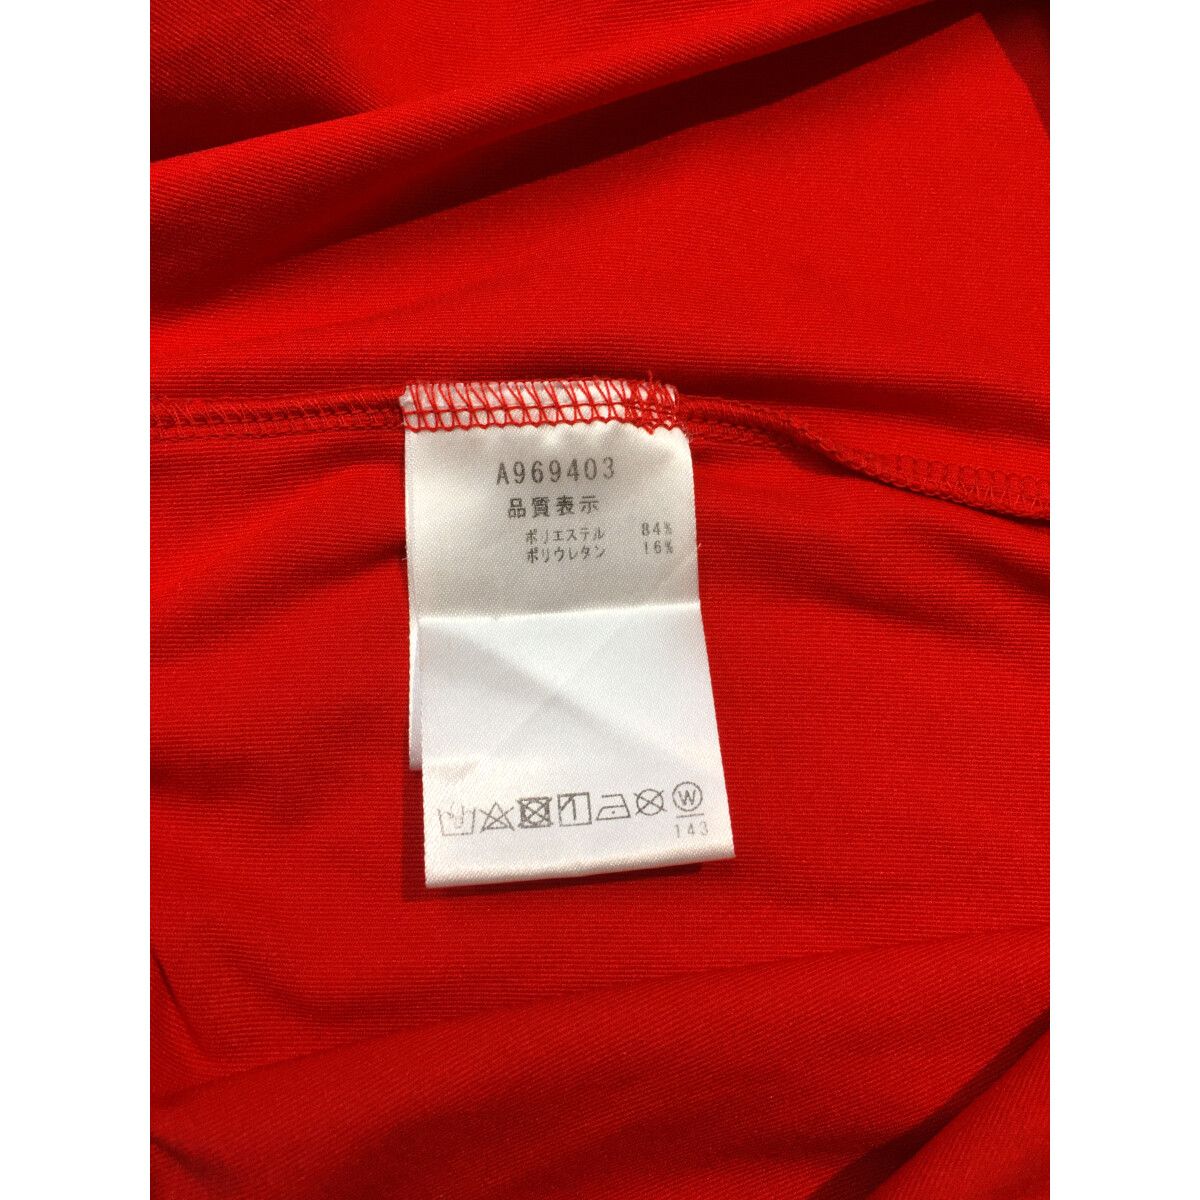 A969403
品質表示
ポリエステル 84%
ポリウレタン 16%
W
143